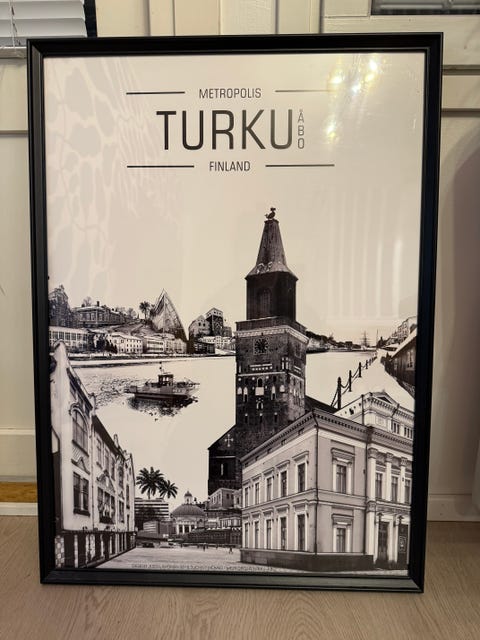 METROPOLIS
TURKU
ÅBO
FINLAND